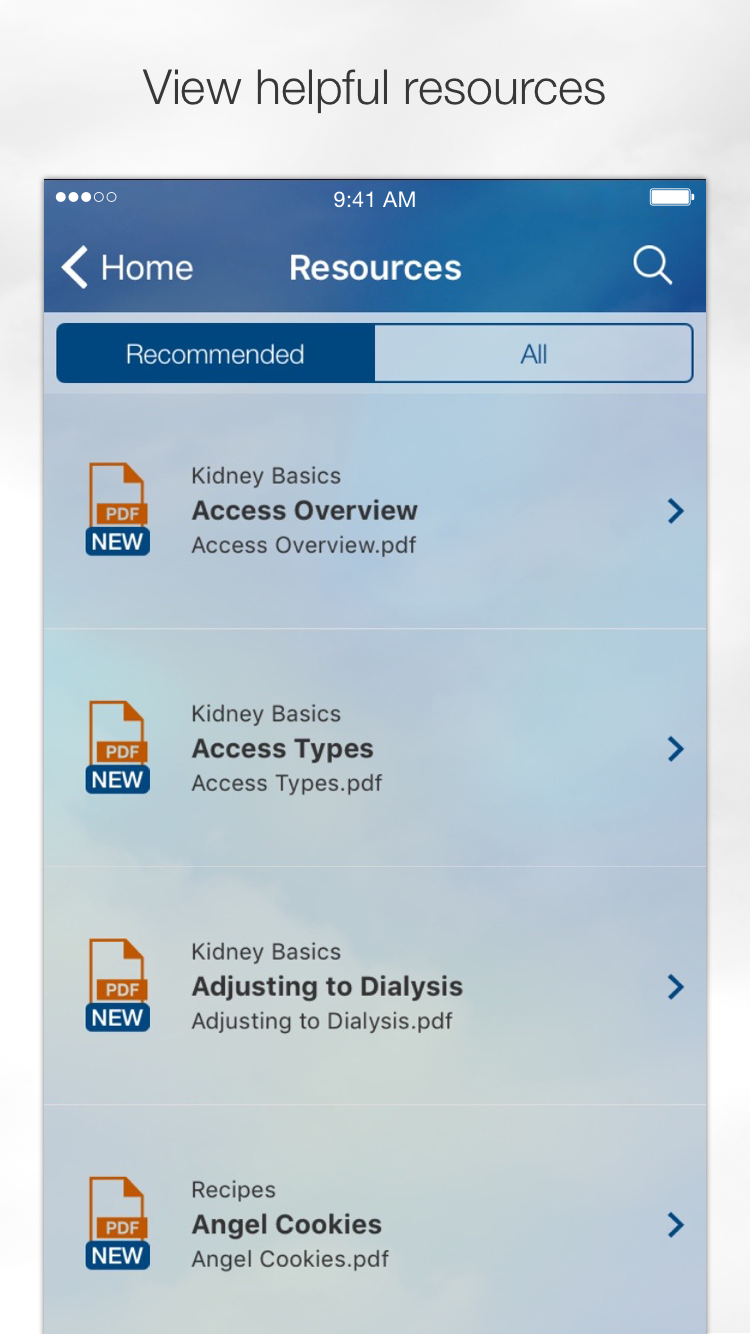 View helpful resources
9:41 AM
Home
Resources
Recommended
All
Kidney Basics
PDF
Access Overview
NEW
Access Overview.pdf
Kidney Basics
PDF
Access Types
NEW
Access Types.pdf
Kidney Basics
PDF
Adjusting to Dialysis
NEW
Adjusting to Dialysis.pdf
Recipes
PDF
Angel Cookies
NEW
Angel Cookies.pdf